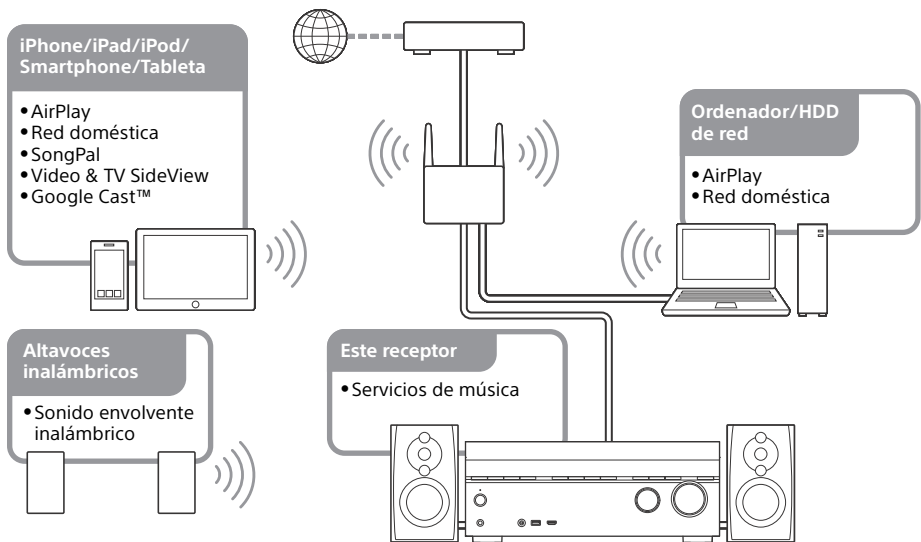 iPhone/iPad/iPod/
Smartphone/Tableta
•AirPlay
•Red doméstica
•SongPal
•Video & TV SideView
•Google Cast™
Ordenador/HDD
de red
•AirPlay
•Red doméstica
Altavoces
inalámbricos
•Sonido envolvente
inalámbrico
Este receptor
•Servicios de música